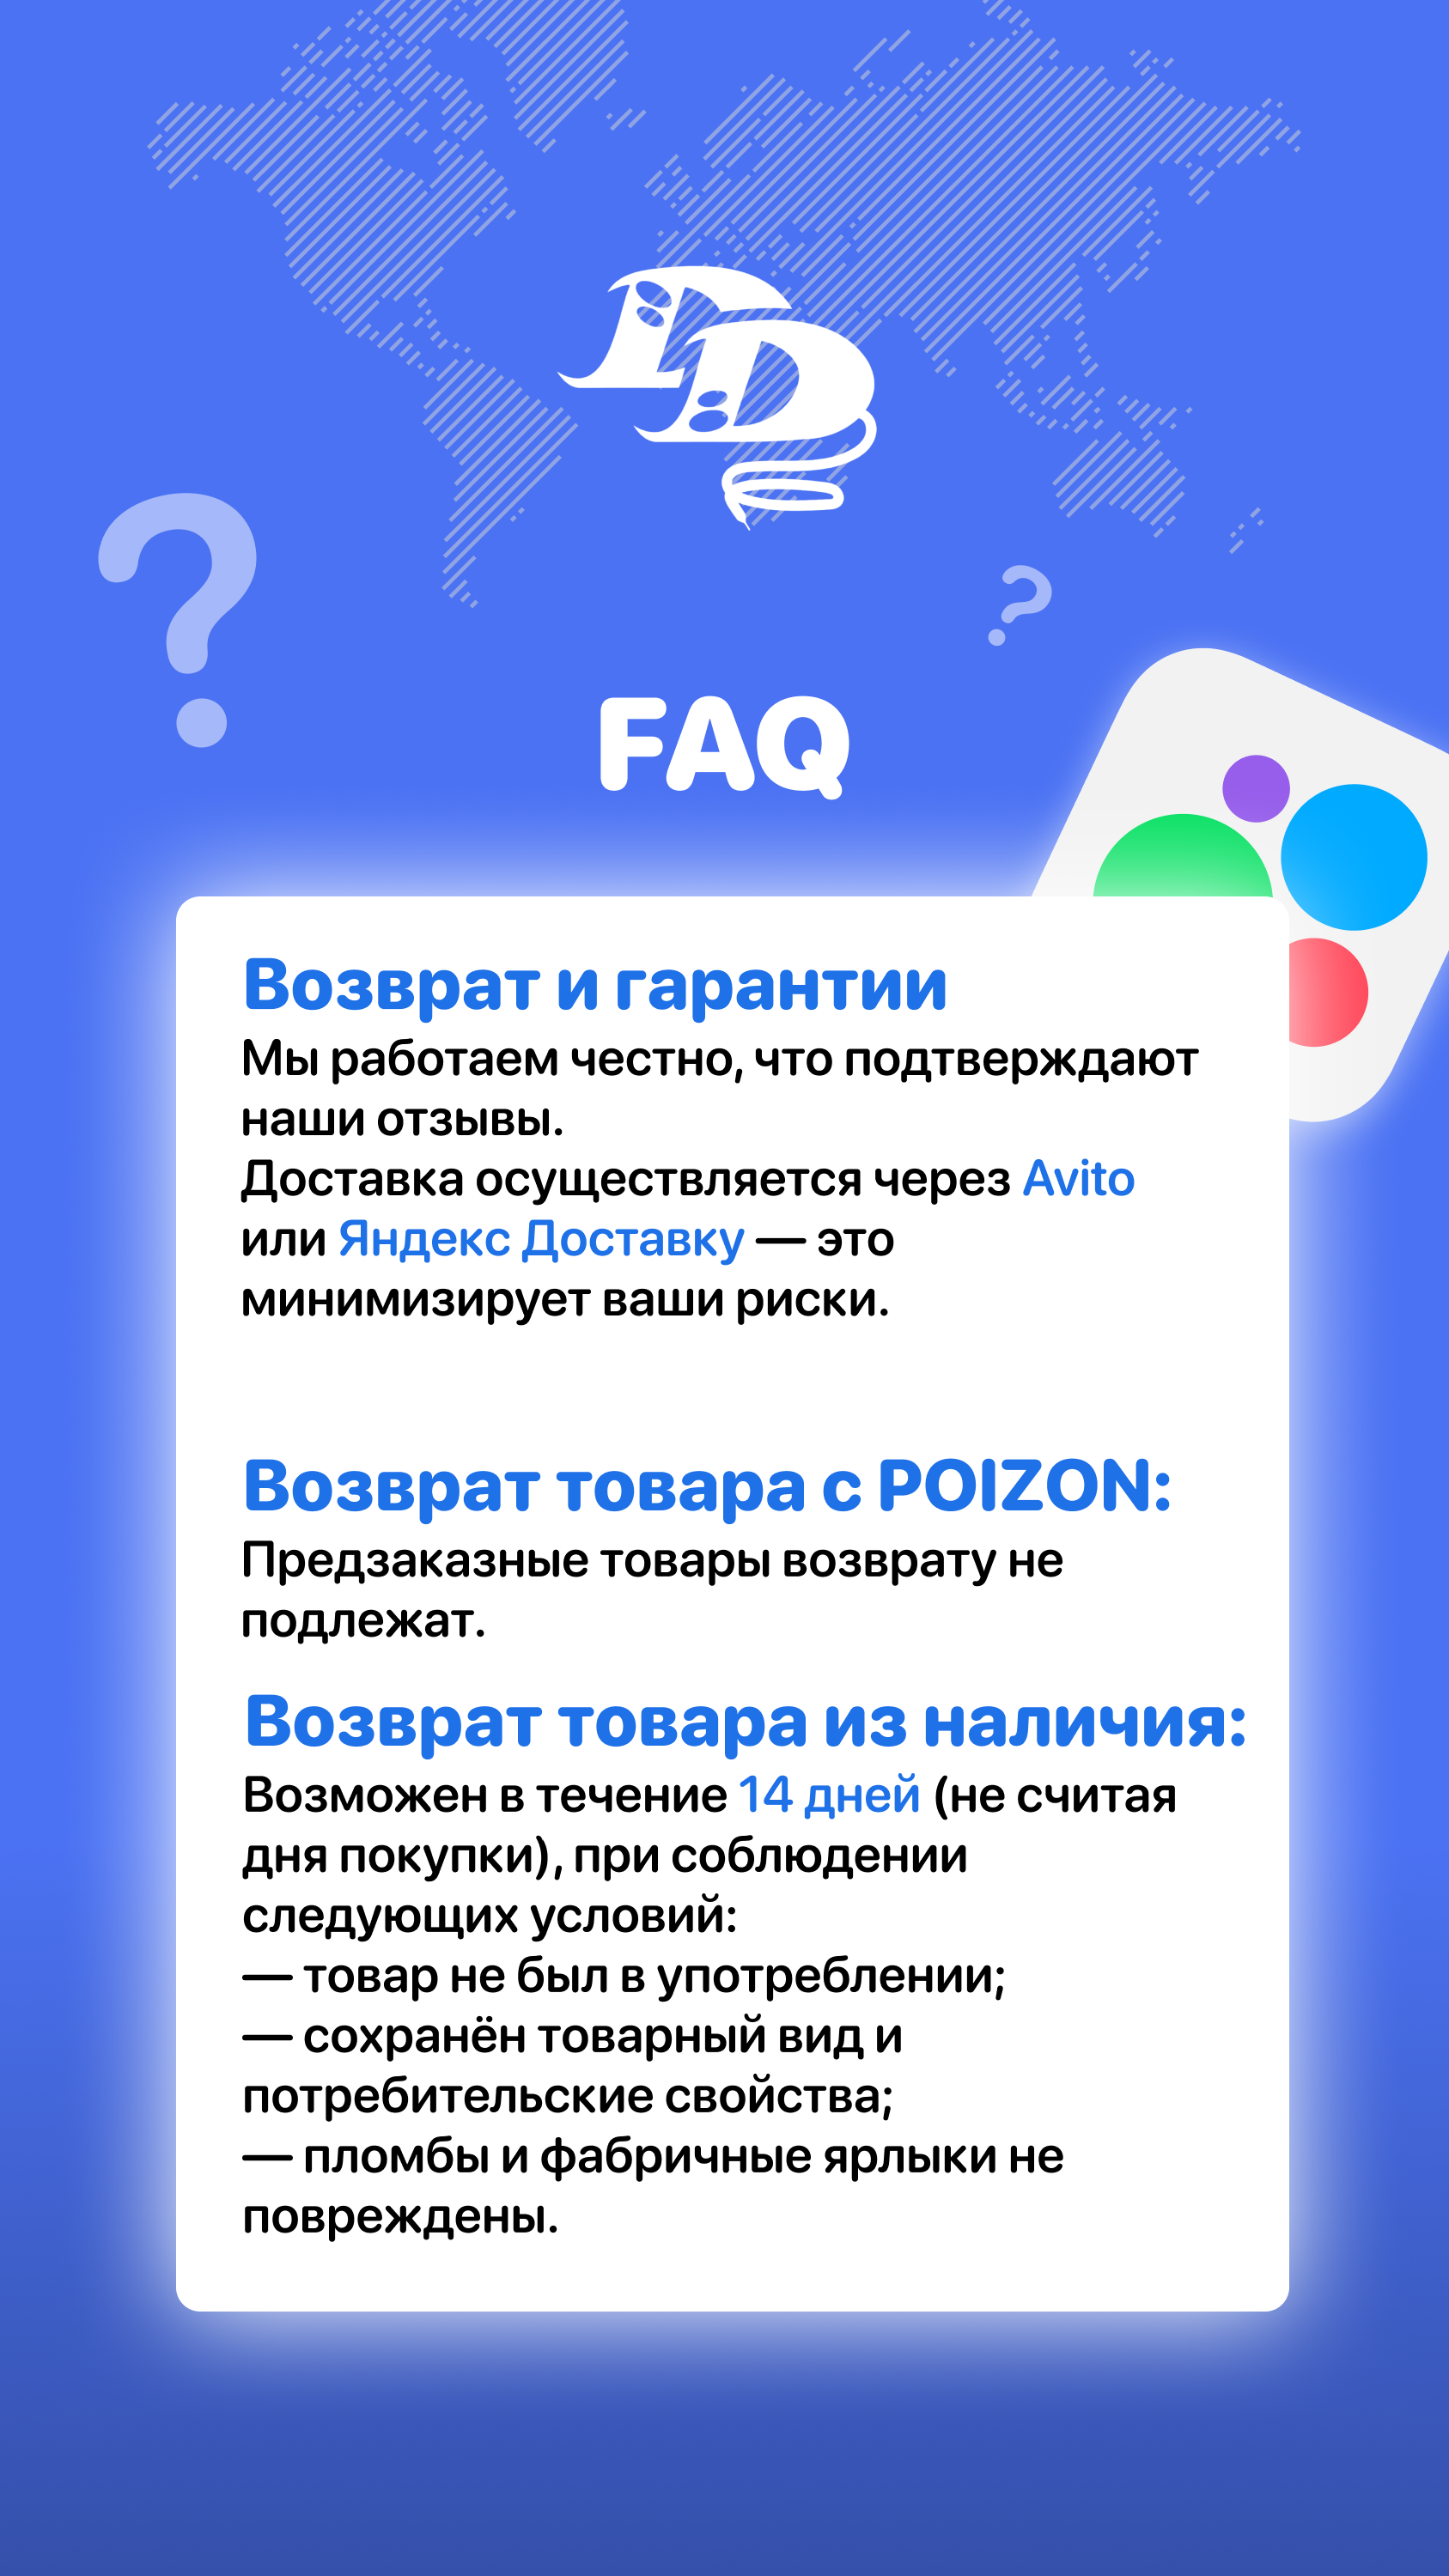 DD
?
?
FAQ
Возврат и гарантии
Мы работаем честно, что подтверждают
наши отзывы.
Доставка осуществляется через Avito
или Яндекс Доставку — это
минимизирует ваши риски.
Возврат товара с POIZON:
Предзаказные товары возврату не
подлежат.
Возврат товара из наличия:
Возможен в течение 14 дней (не считая
дня покупки), при соблюдении
следующих условий:
— товар не был в употреблении;
— сохранён товарный вид и
потребительские свойства;
— пломбы и фабричные ярлыки не
повреждены.